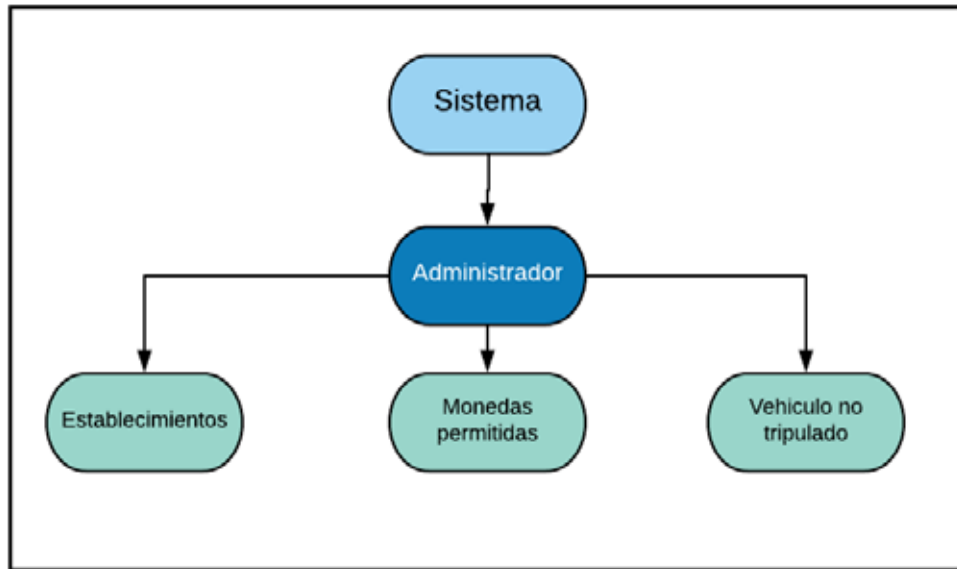 Sistema
Administrador
Establecimientos
Monedas
permitidas
Vehiculo no
tripulado